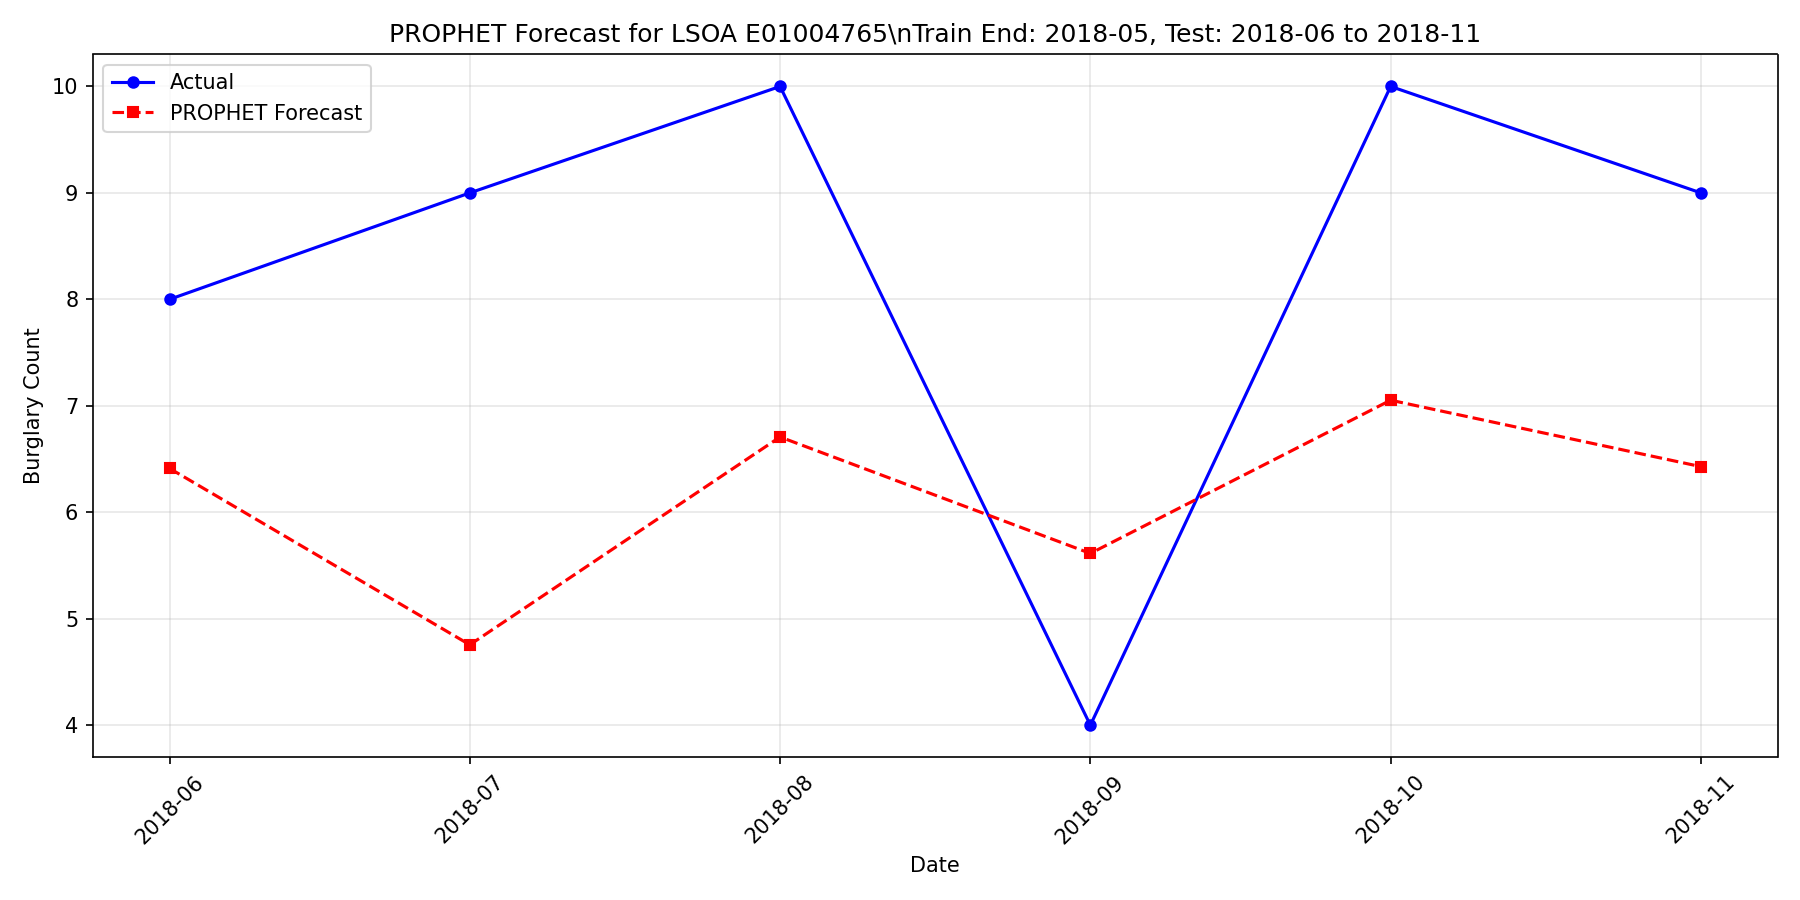 PROPHET Forecast for LSOA E01004765\nTrain End: 2018-05, Test: 2018-06 to 2018-11
Actual
PROPHET Forecast
Burglary Count
10
9
8
7
6
5
4
2018-06
2018-07
2018-08
2018-09
2018-10
2018-11
Date